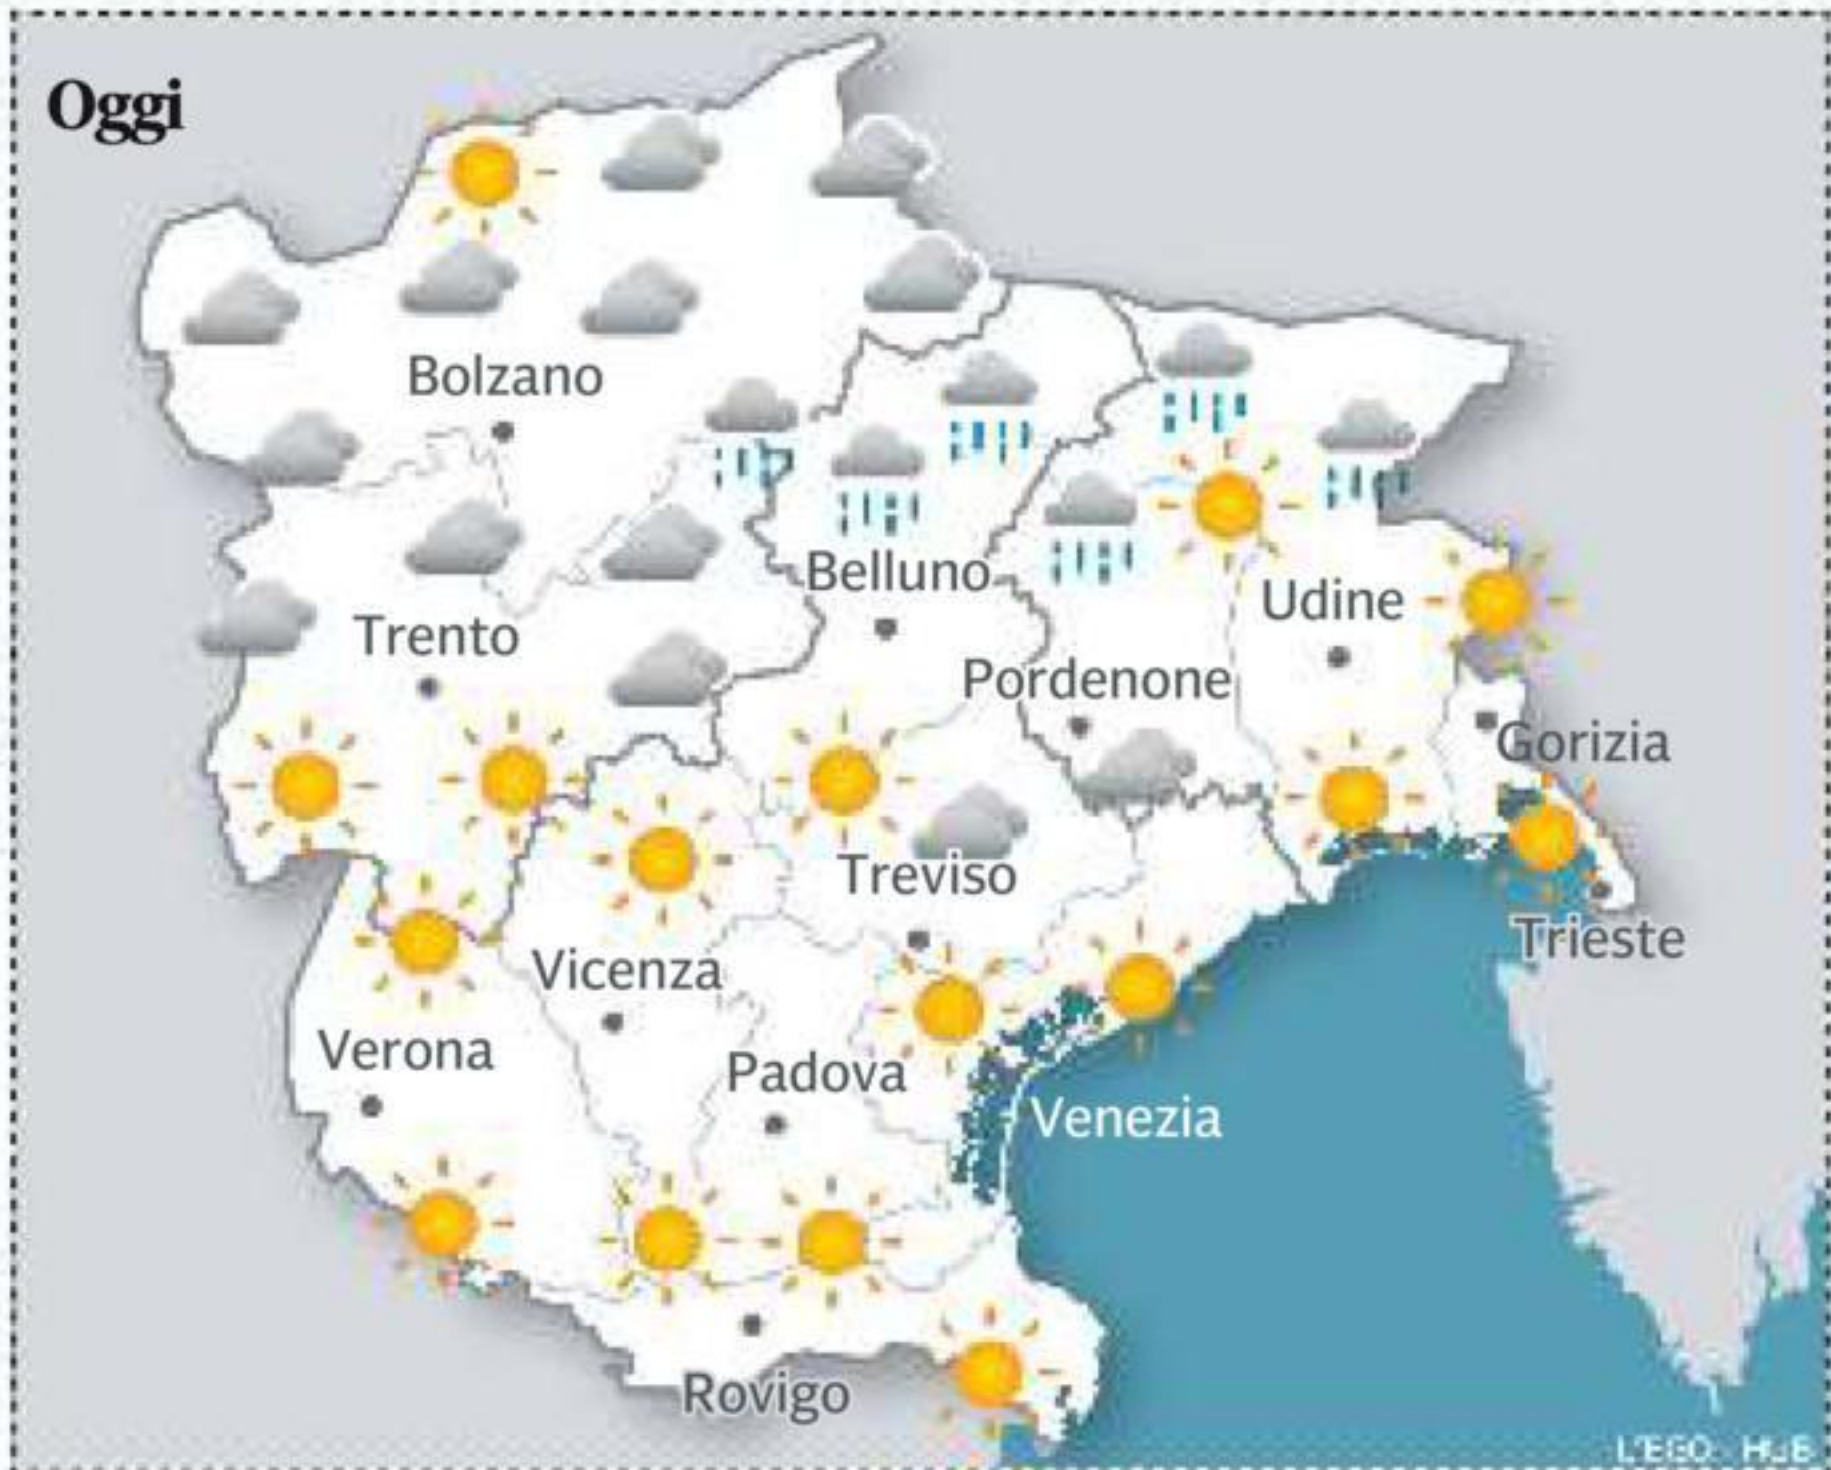 Oggi
Bolzano
Belluno
Trento
Udine
Pordenone
Gorizia
Treviso
Trieste
Vicenza
Verona
Padova
Venezia
Rovigo
L'EGO - HUB